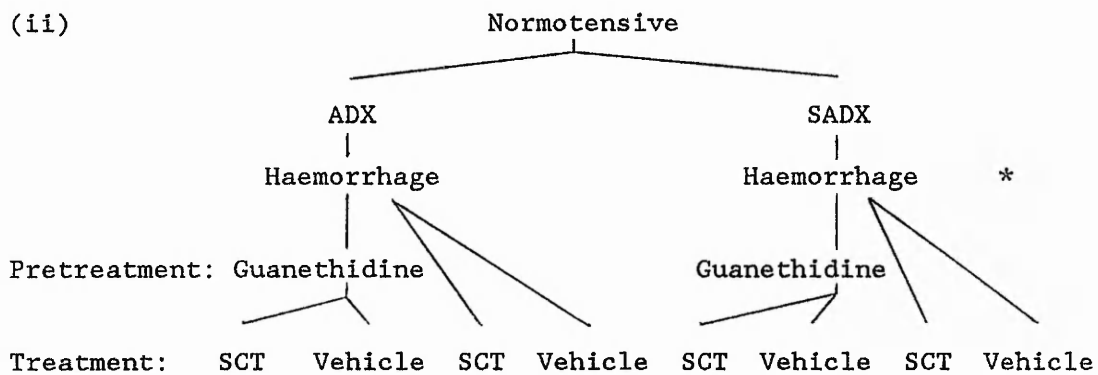 (ii) Normotensive
ADX SADX
Haemorrhage Haemorrhage *
Pretreatment: Guanethidine Guanethidine
Treatment: SCT Vehicle SCT Vehicle SCT Vehicle SCT Vehicle